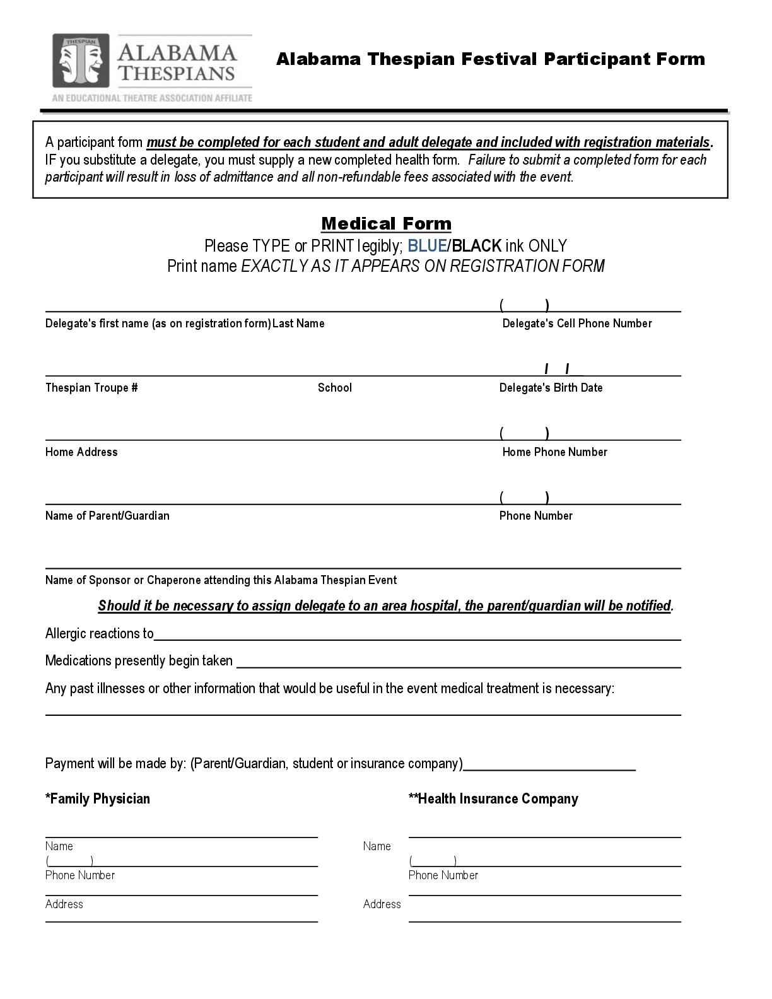 THESPIAN
ALABAMA
THESPIANS
AN EDUCATIONAL THEATRE ASSOCIATION AFFILIATE
Alabama Thespian Festival Participant Form
A participant form must be completed for each student and adult delegate and included with registration materials.
IF you substitute a delegate, you must supply a new completed health form. Failure to submit a completed form for each
participant will result in loss of admittance and all non-refundable fees associated with the event.
Medical Form
Please TYPE or PRINT legibly; BLUE/BLACK ink ONLY
Print name EXACTLY AS IT APPEARS ON REGISTRATION FORM
( )
Delegate's first name (as on registration form) Last Name Delegate's Cell Phone Number
/ /
Thespian Troupe # School Delegate's Birth Date
( )
Home Address Home Phone Number
( )
Name of Parent/Guardian Phone Number
Name of Sponsor or Chaperone attending this Alabama Thespian Event
Should it be necessary to assign delegate to an area hospital, the parent/guardian will be notified.
Allergic reactions to
Medications presently begin taken
Any past illnesses or other information that would be useful in the event medical treatment is necessary:
Payment will be made by: (Parent/Guardian, student or insurance company)
*Family Physician **Health Insurance Company
Name Name
( ) ( )
Phone Number Phone Number
Address Address